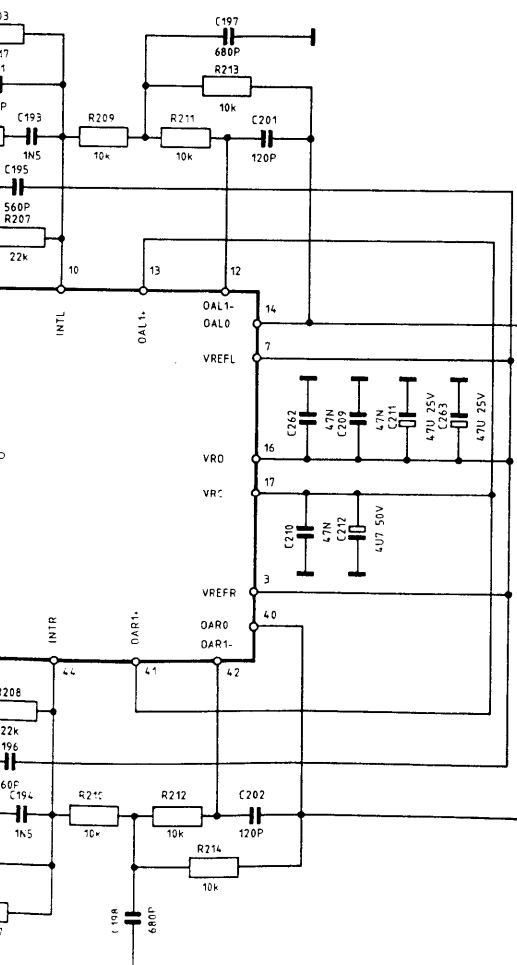 C197
680P
R213
10k
C193
1N5
R209
10k
R211
10k
C201
120P
C195
560P
R207
22k
10
13
12
14
7
16
17
3
40
INTL
OAL1+
OAL1-
OAL0
VREFL
VRO
VREFR
OAR0
OAR1-
INTR
OAR1+
C262
47N
C209
47N
C211
47U 25V
C263
47U 25V
C210
47N
C212
4U7 50V
44
41
42
22k
C194
1N5
10k
R212
10k
C202
120P
R214
10k
680P